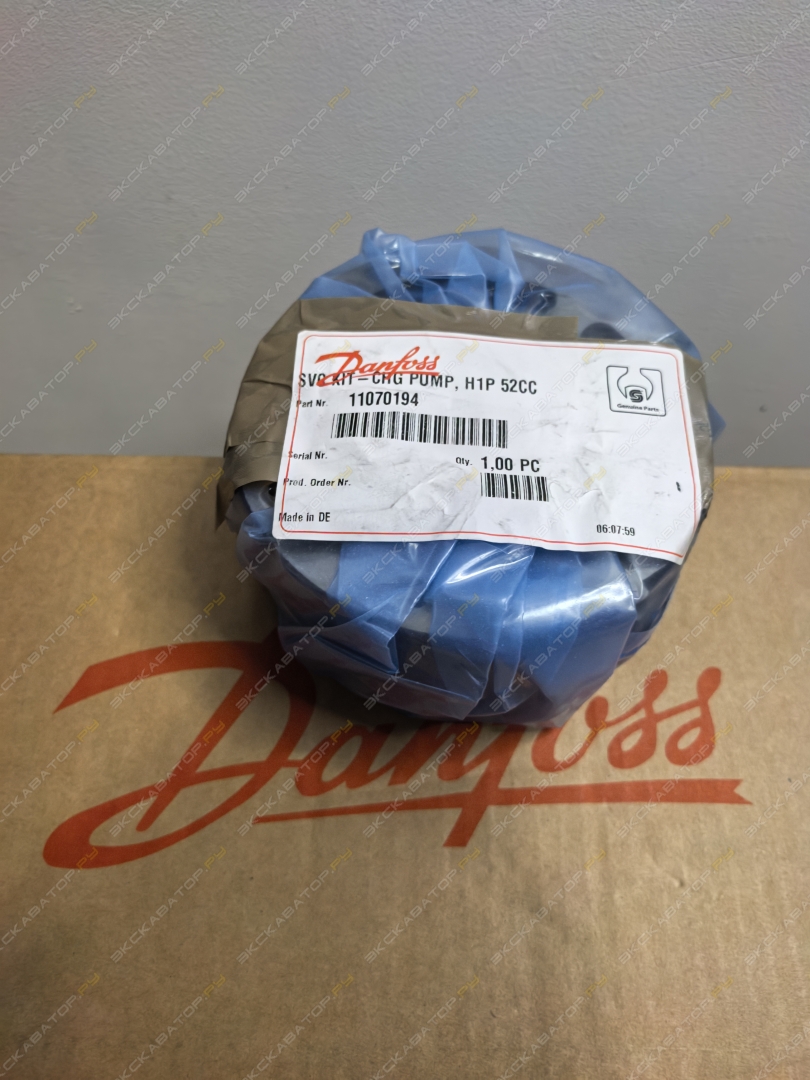 Danfoss
SVC KIT-CHG PUMP, H1P 52CC
Part Nr. 11070194
Genuine Parts
Serial Nr.
Qty. 1,00 PC
Prod. Order Nr.
Made in DE
06:07:59
Danfoss
ЭКСКАВАТОР.РУ